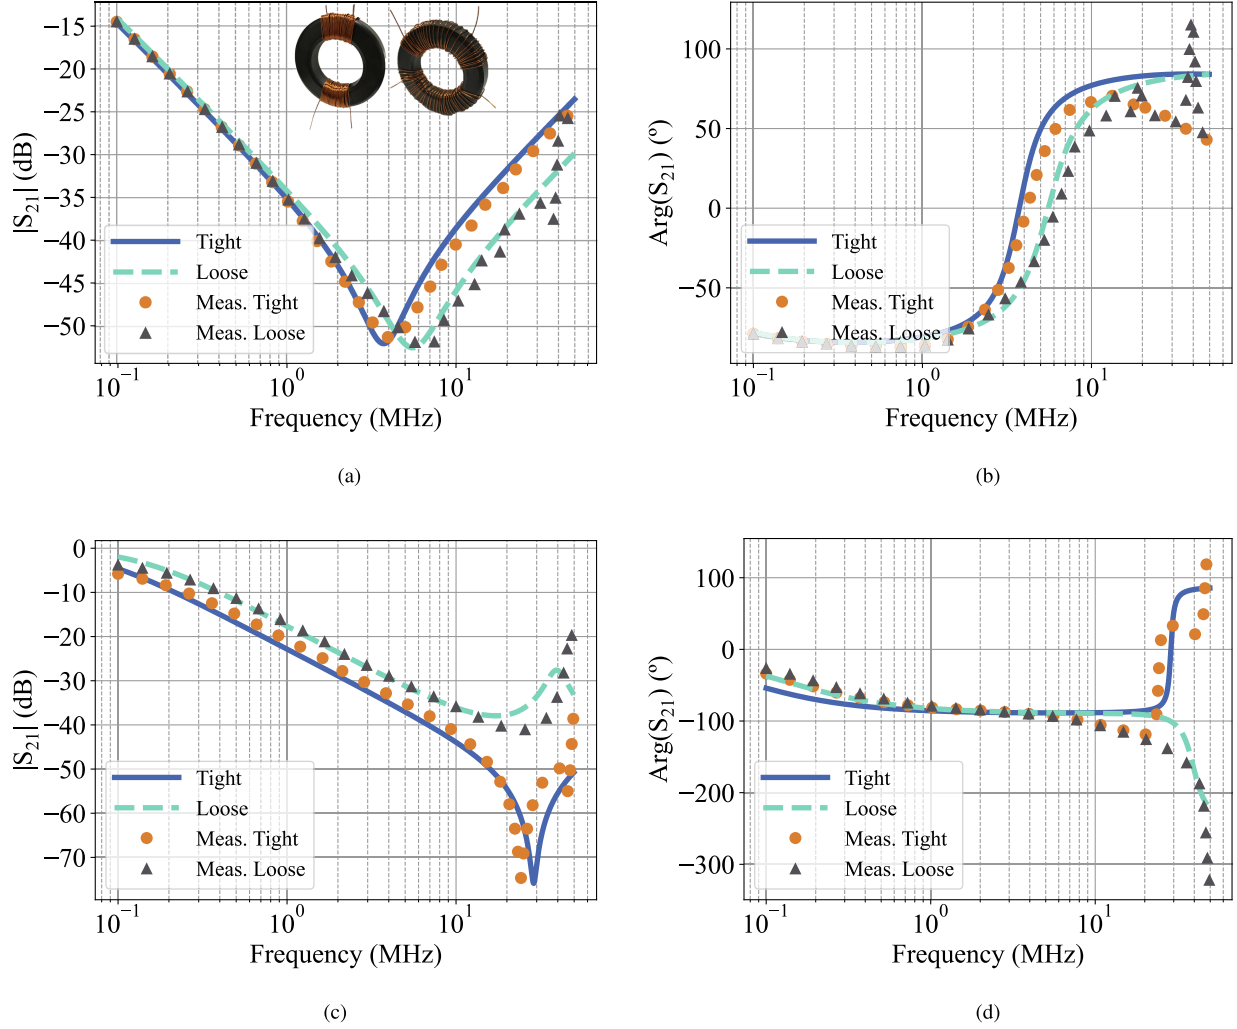 −15
−20
−25
−30
−35
−40
−45
−50
|S21| (dB)
Tight
Loose
Meas. Tight
Meas. Loose
10−1 100 101
Frequency (MHz)
(a)
100
50
0
−50
Arg(S21) (º)
Tight
Loose
Meas. Tight
Meas. Loose
10−1 100 101
Frequency (MHz)
(b)
0
−10
−20
−30
−40
−50
−60
−70
|S21| (dB)
Tight
Loose
Meas. Tight
Meas. Loose
10−1 100 101
Frequency (MHz)
(c)
100
0
−100
−200
−300
Arg(S21) (º)
Tight
Loose
Meas. Tight
Meas. Loose
10−1 100 101
Frequency (MHz)
(d)